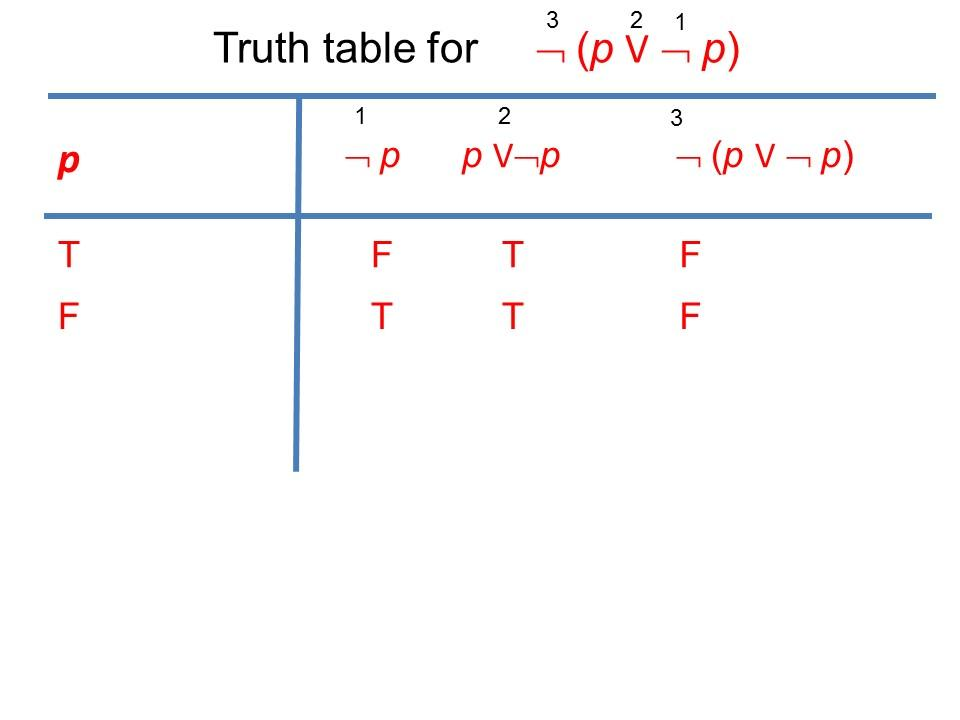 3 2 1
Truth table for ¬ (p ∨ ¬ p)
1 2 3
p ¬ p p ∨¬p ¬ (p ∨ ¬ p)
T F T F
F T T F